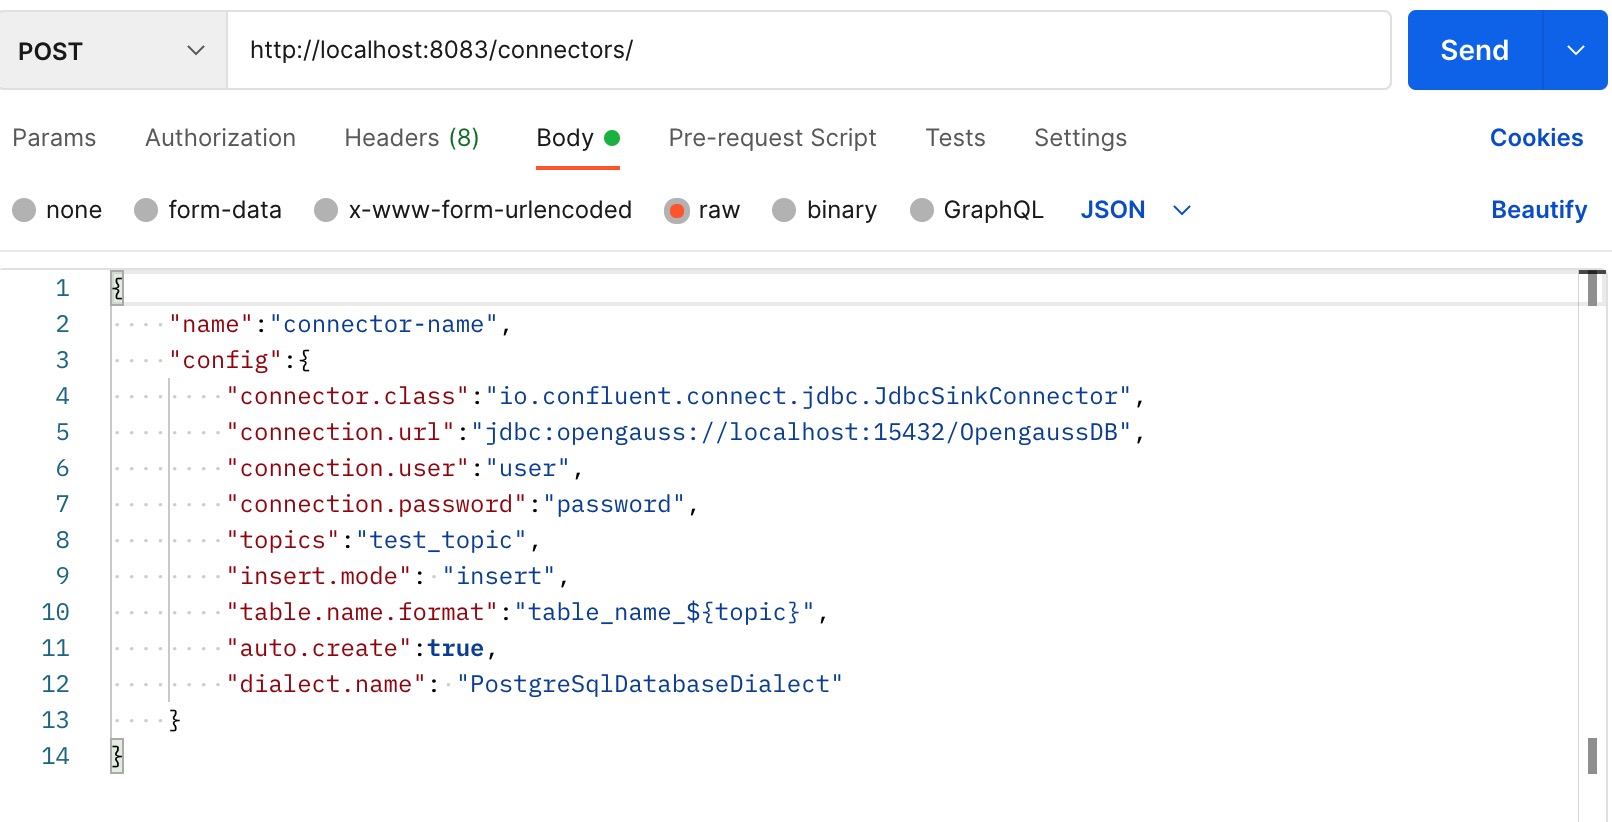 POST http://localhost:8083/connectors/ Send
Params Authorization Headers (8) Body Pre-request Script Tests Settings Cookies
none form-data x-www-form-urlencoded raw binary GraphQL JSON Beautify
1 {
2 "name":"connector-name",
3 "config":{
4 "connector.class":"io.confluent.connect.jdbc.JdbcSinkConnector",
5 "connection.url":"jdbc:opengauss://localhost:15432/OpengaussDB",
6 "connection.user":"user",
7 "connection.password":"password",
8 "topics":"test_topic",
9 "insert.mode": "insert",
10 "table.name.format":"table_name_${topic}",
11 "auto.create":true,
12 "dialect.name": "PostgreSqlDatabaseDialect"
13 }
14 }